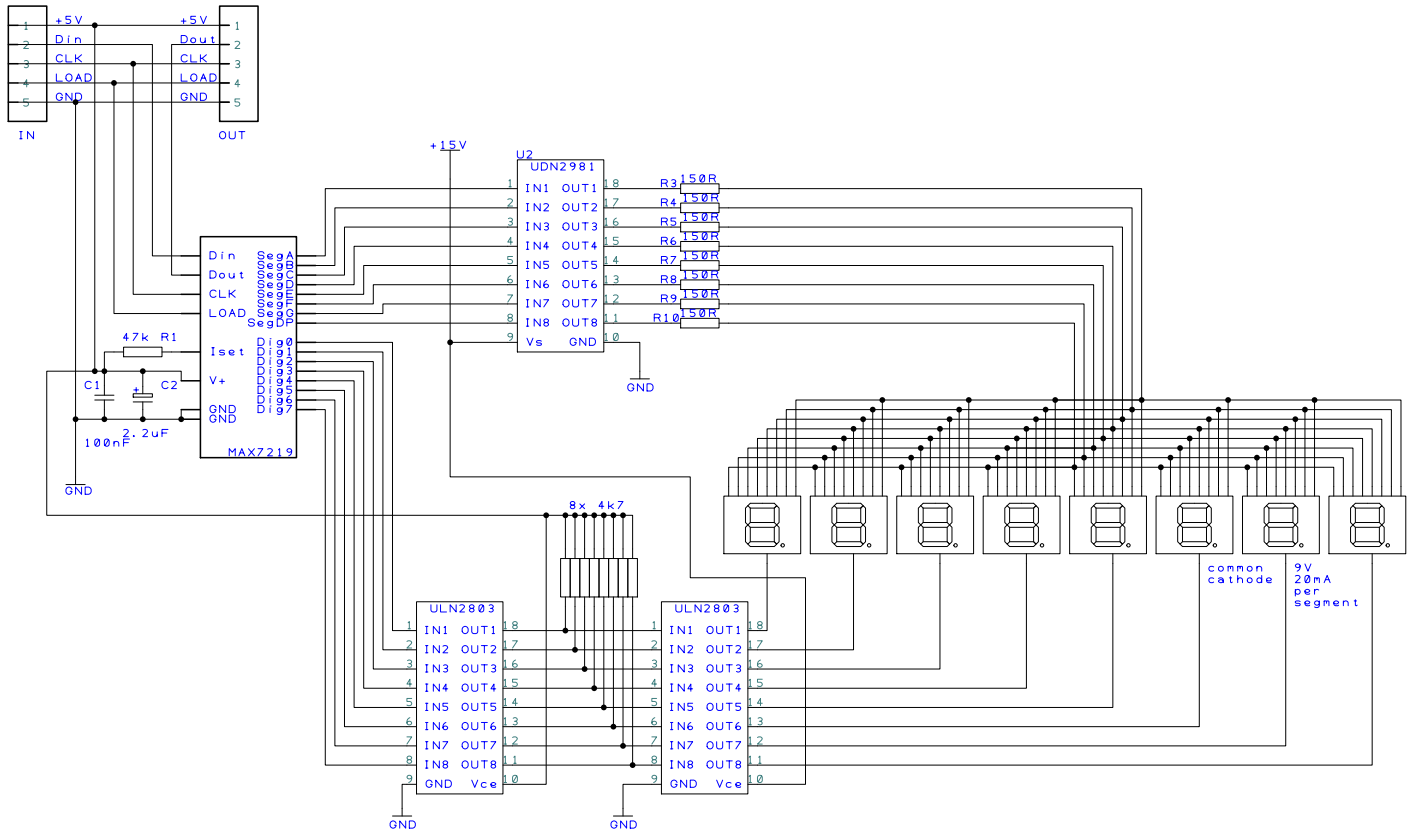 1 +5V +5V 1
2 Din Dout 2
3 CLK CLK 3
4 LOAD LOAD 4
5 GND GND 5
IN OUT
+15V
U2
UDN2981
1 IN1 OUT1 18
2 IN2 OUT2 17
3 IN3 OUT3 16
4 IN4 OUT4 15
5 IN5 OUT5 14
6 IN6 OUT6 13
7 IN7 OUT7 12
8 IN8 OUT8 11
9 Vs GND 10
GND
R3 150R
R4 150R
R5 150R
R6 150R
R7 150R
R8 150R
R9 150R
R10 150R
Din SegA
SegB
Dout SegC
SegD
CLK SegE
SegF
LOAD SegG
SegDP
Dig0
Iset Dig1
Dig2
Dig3
V+ Dig4
Dig5
Dig6
GND Dig7
GND
MAX7219
47k R1
C1 C2
2.2uF
100nF
+
GND
8x 4k7
common
cathode
9V
20mA
per
segment
ULN2803
1 IN1 OUT1 18
2 IN2 OUT2 17
3 IN3 OUT3 16
4 IN4 OUT4 15
5 IN5 OUT5 14
6 IN6 OUT6 13
7 IN7 OUT7 12
8 IN8 OUT8 11
9 GND Vce 10
GND
ULN2803
1 IN1 OUT1 18
2 IN2 OUT2 17
3 IN3 OUT3 16
4 IN4 OUT4 15
5 IN5 OUT5 14
6 IN6 OUT6 13
7 IN7 OUT7 12
8 IN8 OUT8 11
9 GND Vce 10
GND